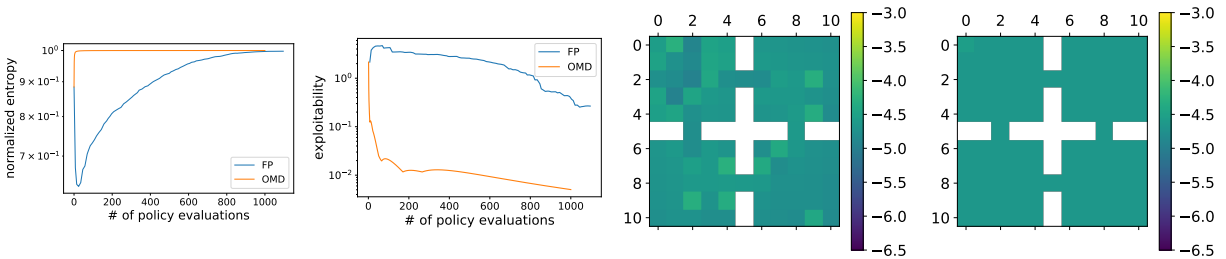 normalized entropy
10⁰
9 × 10⁻¹
8 × 10⁻¹
7 × 10⁻¹
FP
OMD
0 200 400 600 800 1000
# of policy evaluations
exploitability
10⁰
10⁻¹
10⁻²
FP
OMD
0 200 400 600 800 1000
# of policy evaluations
0 2 4 6 8 10
0
2
4
6
8
10
−3.0
−3.5
−4.0
−4.5
−5.0
−5.5
−6.0
−6.5
0 2 4 6 8 10
0
2
4
6
8
10
−3.0
−3.5
−4.0
−4.5
−5.0
−5.5
−6.0
−6.5